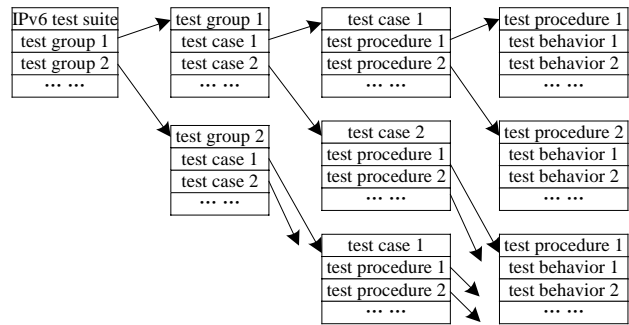 IPv6 test suite
test group 1
test group 2
... ...
test group 1
test case 1
test case 2
... ...
test case 1
test procedure 1
test procedure 2
... ...
test procedure 1
test behavior 1
test behavior 2
... ...
test group 2
test case 1
test case 2
... ...
test case 2
test procedure 1
test procedure 2
... ...
test procedure 2
test behavior 1
test behavior 2
... ...
test case 1
test procedure 1
test procedure 2
... ...
test procedure 1
test behavior 1
test behavior 2
... ...